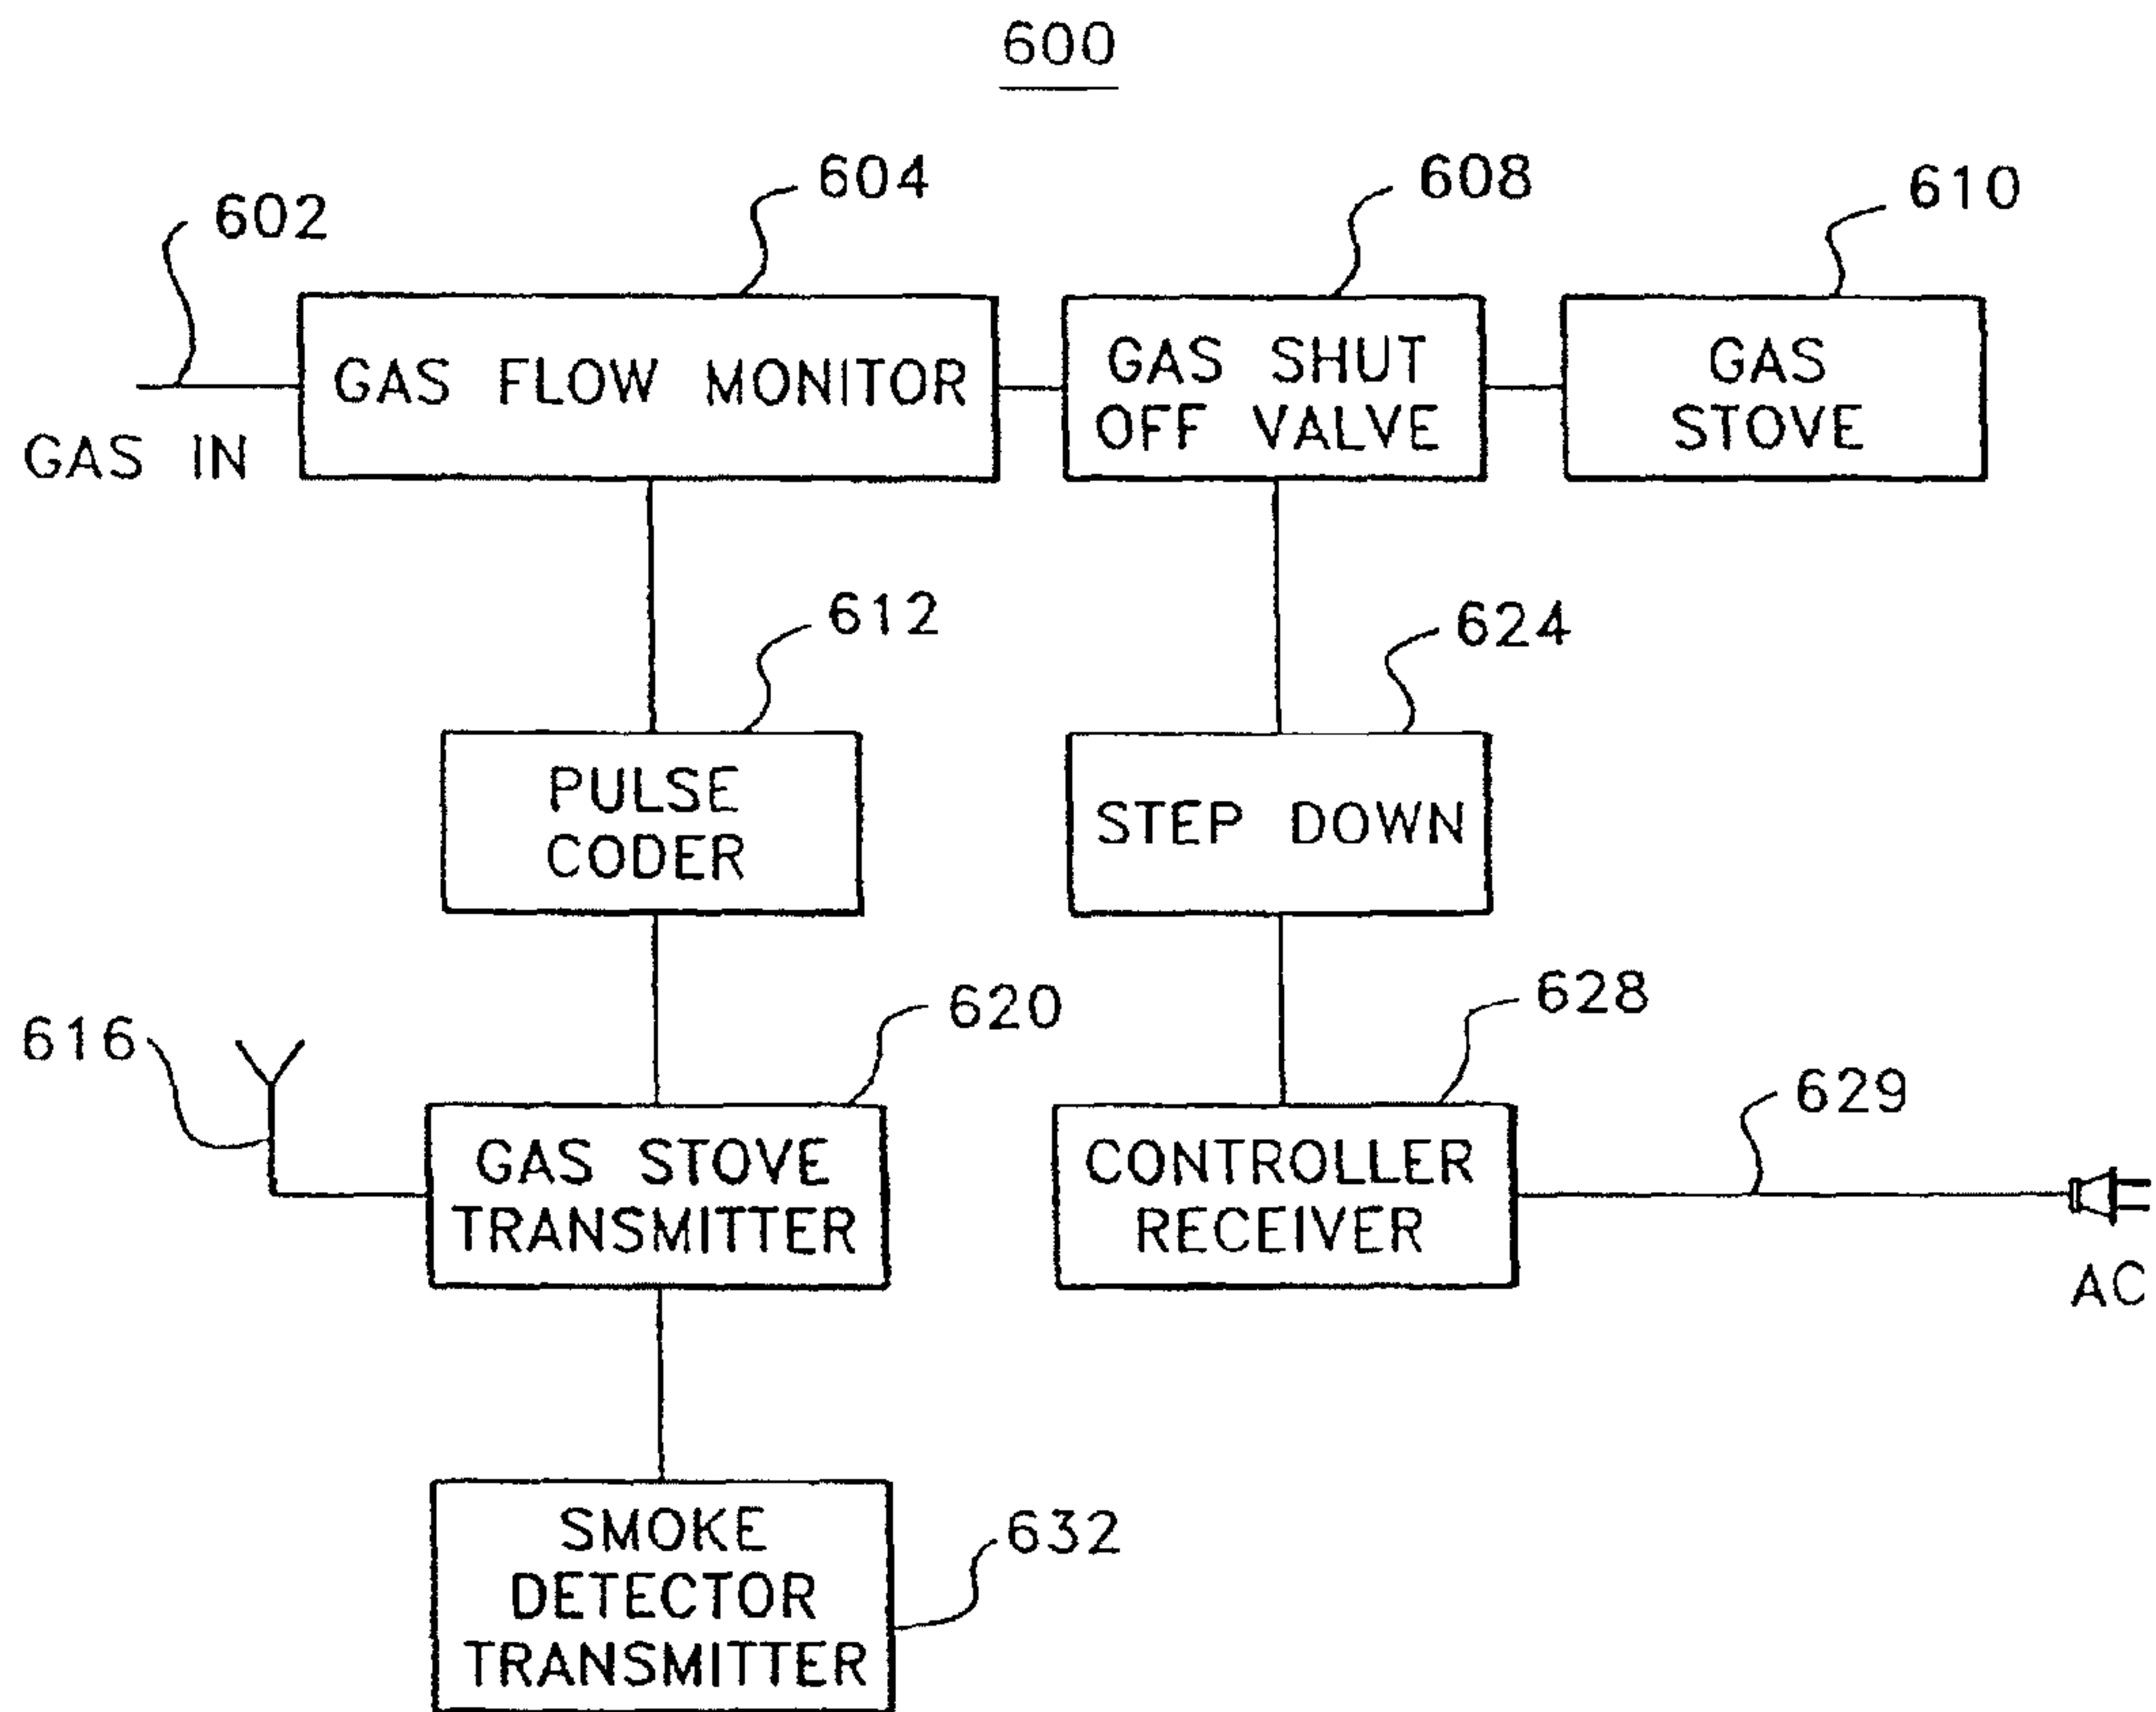 600
602
604
608
610
GAS IN
GAS FLOW MONITOR
GAS SHUT
OFF VALVE
GAS
STOVE
612
624
PULSE
CODER
STEP DOWN
616
620
628
629
GAS STOVE
TRANSMITTER
CONTROLLER
RECEIVER
AC
SMOKE
DETECTOR
TRANSMITTER
632